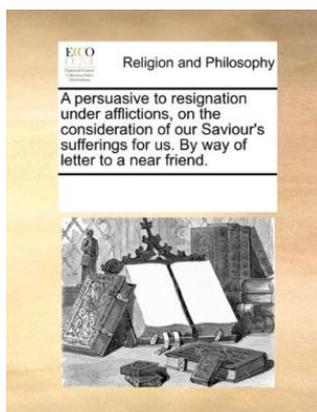 ECCO
Religion and Philosophy
A persuasive to resignation
under afflictions, on the
consideration of our Saviour's
sufferings for us. By way of
letter to a near friend.